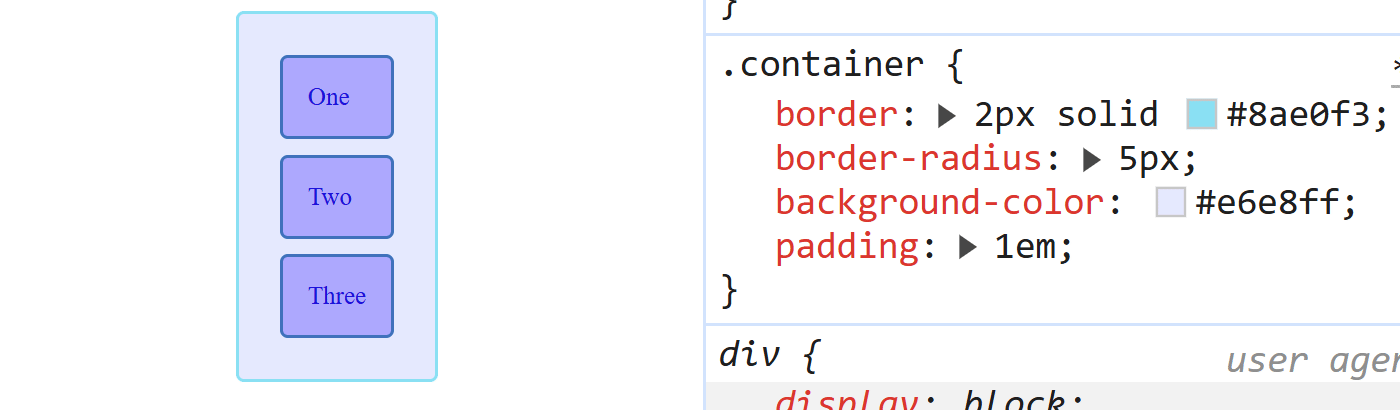 One
Two
Three
}
.container {
border: ▶ 2px solid #8ae0f3;
border-radius: ▶ 5px;
background-color: #e6e8ff;
padding: ▶ 1em;
}
div {
user
display: block;